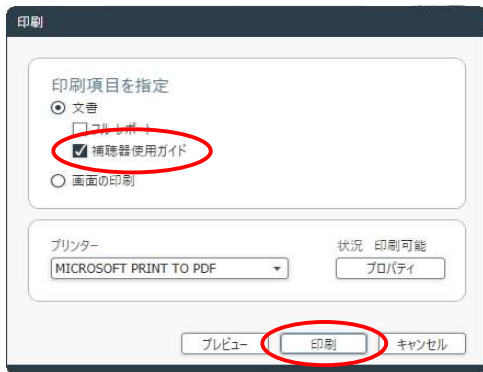 印刷
印刷項目を指定
文書
フルレポート
補聴器使用ガイド
画面の印刷
プリンター
状況 印刷可能
MICROSOFT PRINT TO PDF
プロパティ
プレビュー
印刷
キャンセル